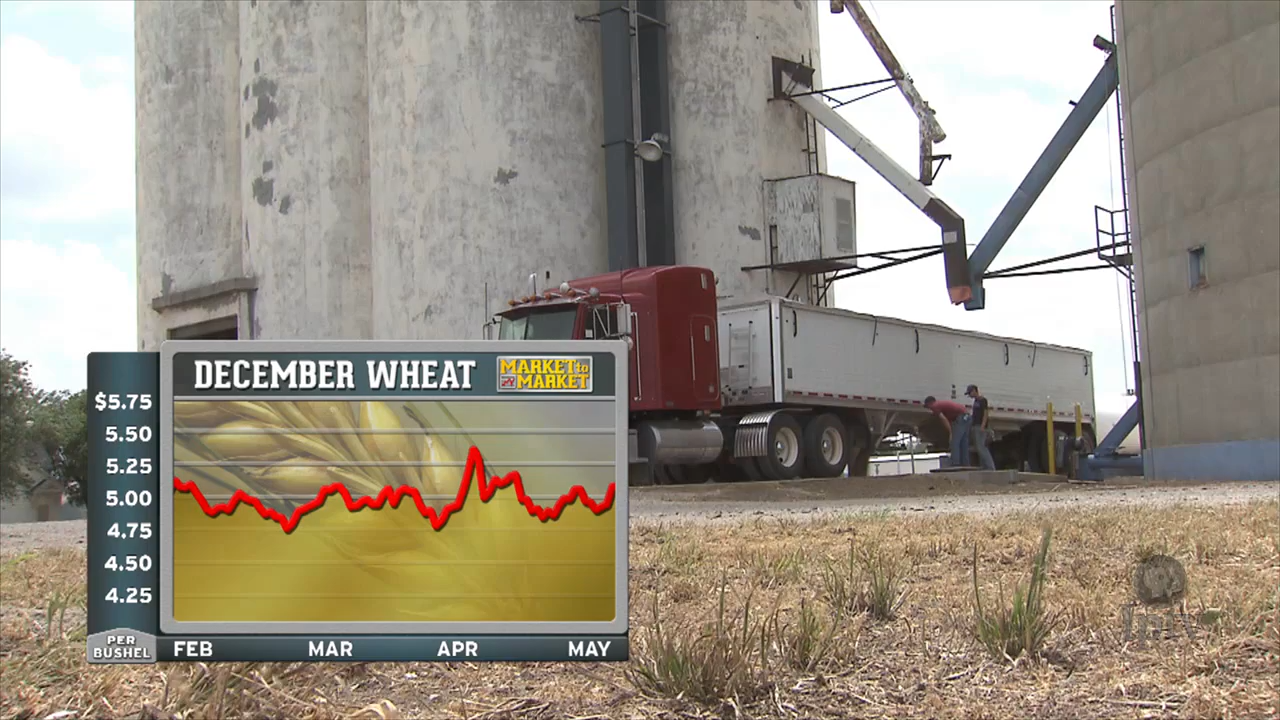 DECEMBER WHEAT
MARKET to
MARKET
$5.75
5.50
5.25
5.00
4.75
4.50
4.25
PER
BUSHEL
FEB MAR APR MAY